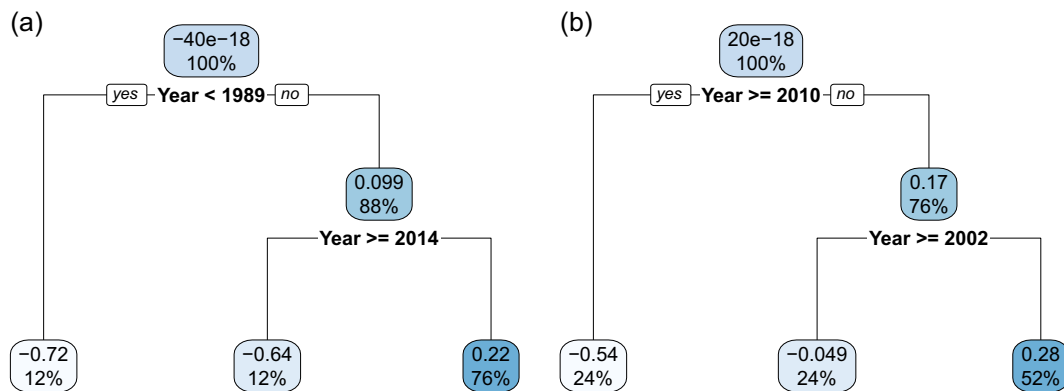 (a)
−40e−18
100%
yes Year < 1989 no
0.099
88%
Year >= 2014
−0.72
12%
−0.64
12%
0.22
76%
(b)
20e−18
100%
yes Year >= 2010 no
0.17
76%
Year >= 2002
−0.54
24%
−0.049
24%
0.28
52%